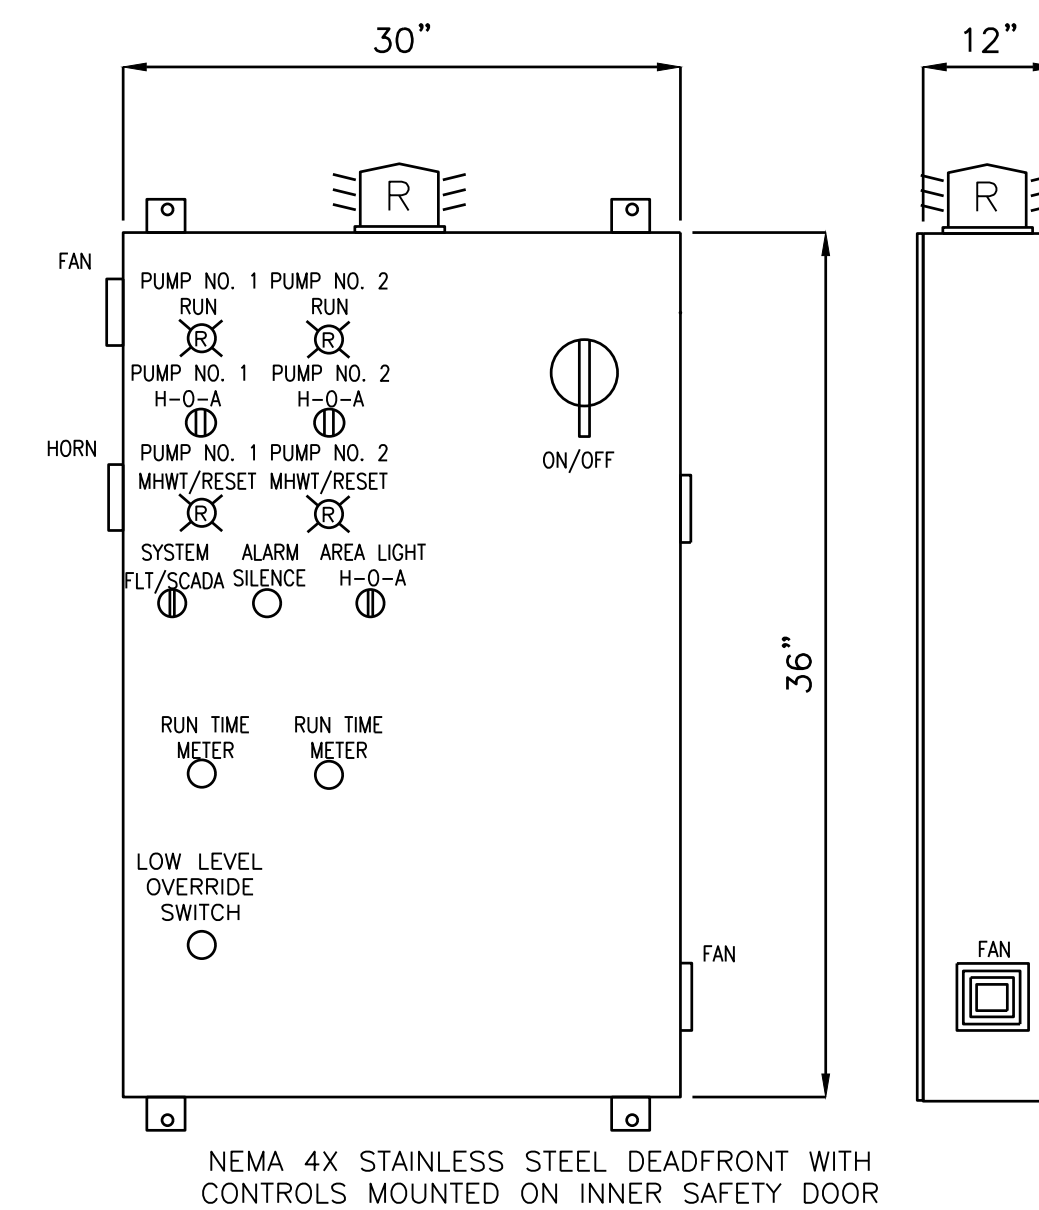 30" 12"
R R
FAN
PUMP NO. 1 PUMP NO. 2
RUN RUN
R R
PUMP NO. 1 PUMP NO. 2
H-O-A H-O-A
HORN
PUMP NO. 1 PUMP NO. 2
MHWT/RESET MHWT/RESET
R R
ON/OFF
SYSTEM ALARM AREA LIGHT
FLT/SCADA SILENCE H-O-A
36"
RUN TIME RUN TIME
METER METER
LOW LEVEL
OVERRIDE
SWITCH
FAN FAN
NEMA 4X STAINLESS STEEL DEADFRONT WITH
CONTROLS MOUNTED ON INNER SAFETY DOOR